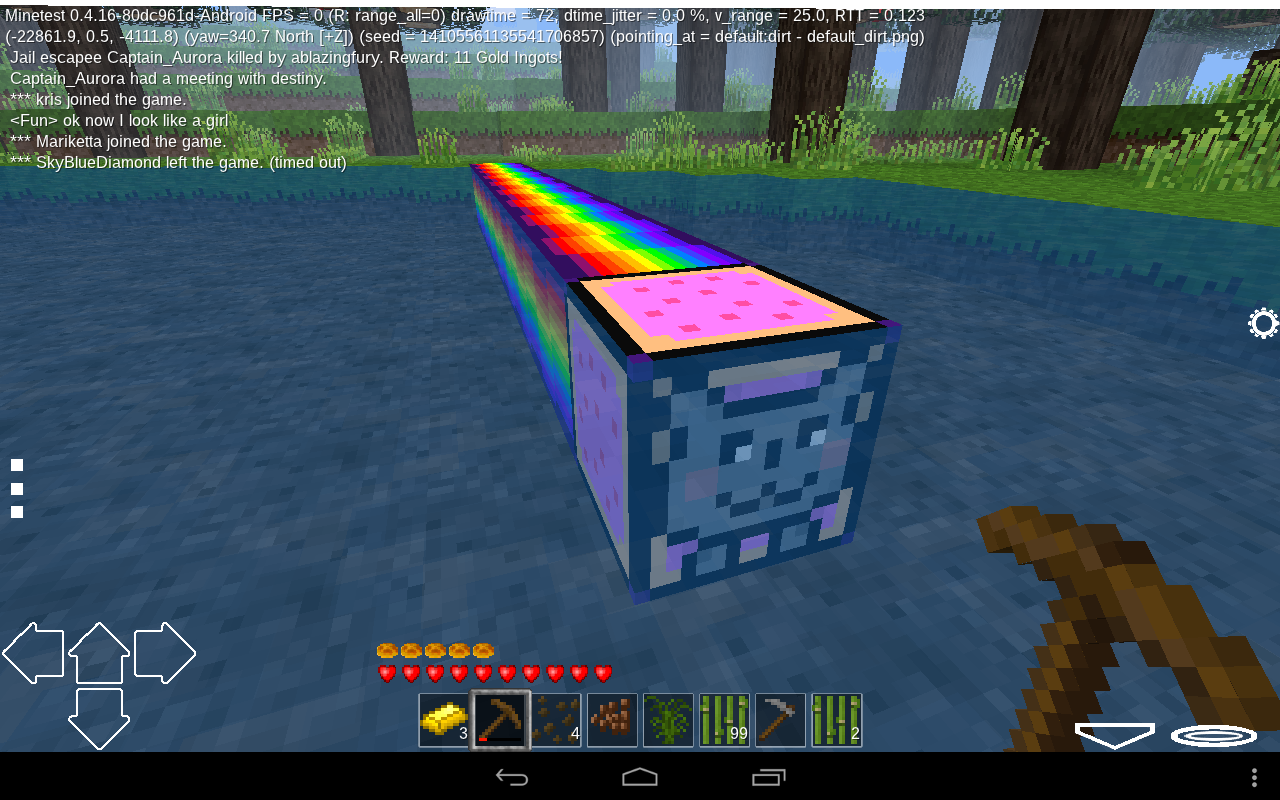 Minetest 0.4.16-80dc961d-Android FPS = 0 (R: range_all=0) drawtime = 72, dtime_jitter = 0.0 %, v_range = 25.0, RTT = 0.123
(-22861.9, 0.5, -4111.8) (yaw=340.7 North [+Z]) (seed = 14105561135541706857) (pointing_at = default:dirt - default_dirt.png)
Jail escapee Captain_Aurora killed by ablazingfury. Reward: 11 Gold Ingots!
Captain_Aurora had a meeting with destiny.
*** kris joined the game.
<Fun> ok now I look like a girl
*** Mariketta joined the game.
*** SkyBlueDiamond left the game. (timed out)
3
4
99
2